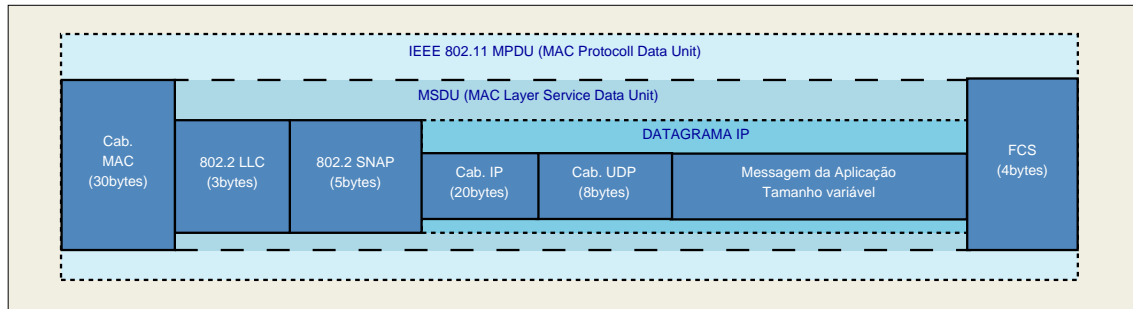 IEEE 802.11 MPDU (MAC Protocoll Data Unit)
MSDU (MAC Layer Service Data Unit)
DATAGRAMA IP
Cab.
MAC
(30bytes)
802.2 LLC
(3bytes)
802.2 SNAP
(5bytes)
Cab. IP
(20bytes)
Cab. UDP
(8bytes)
Messagem da Aplicação
Tamanho variável
FCS
(4bytes)